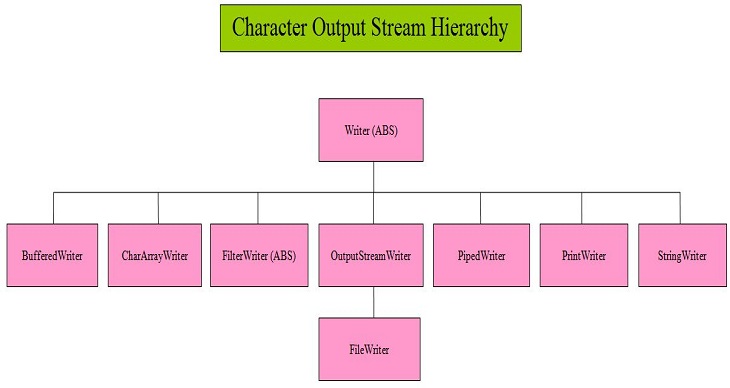 Character Output Stream Hierarchy
Writer (ABS)
BufferedWriter
CharArrayWriter
FilterWriter (ABS)
OutputStreamWriter
PipedWriter
PrintWriter
StringWriter
FileWriter